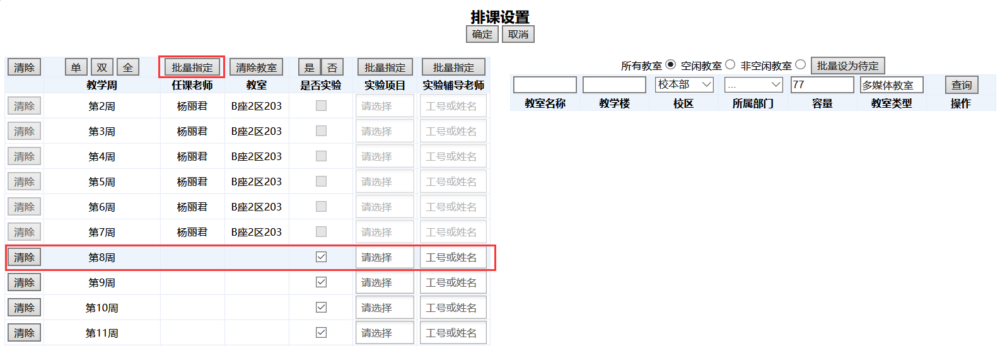 排课设置
确定 取消
清除 单 双 全 批量指定 清除教室 是 否 批量指定 批量指定
教学周 任课老师 教室 是否实验 实验项目 实验辅导老师
清除 第2周 杨丽君 B座2区203 请选择 工号或姓名
清除 第3周 杨丽君 B座2区203 请选择 工号或姓名
清除 第4周 杨丽君 B座2区203 请选择 工号或姓名
清除 第5周 杨丽君 B座2区203 请选择 工号或姓名
清除 第6周 杨丽君 B座2区203 请选择 工号或姓名
清除 第7周 杨丽君 B座2区203 请选择 工号或姓名
清除 第8周 请选择 工号或姓名
清除 第9周 请选择 工号或姓名
清除 第10周 请选择 工号或姓名
清除 第11周 请选择 工号或姓名
所有教室 空闲教室 非空闲教室 批量设为待定
校本部 ... 77 多媒体教室 查询
教室名称 教学楼 校区 所属部门 容量 教室类型 操作